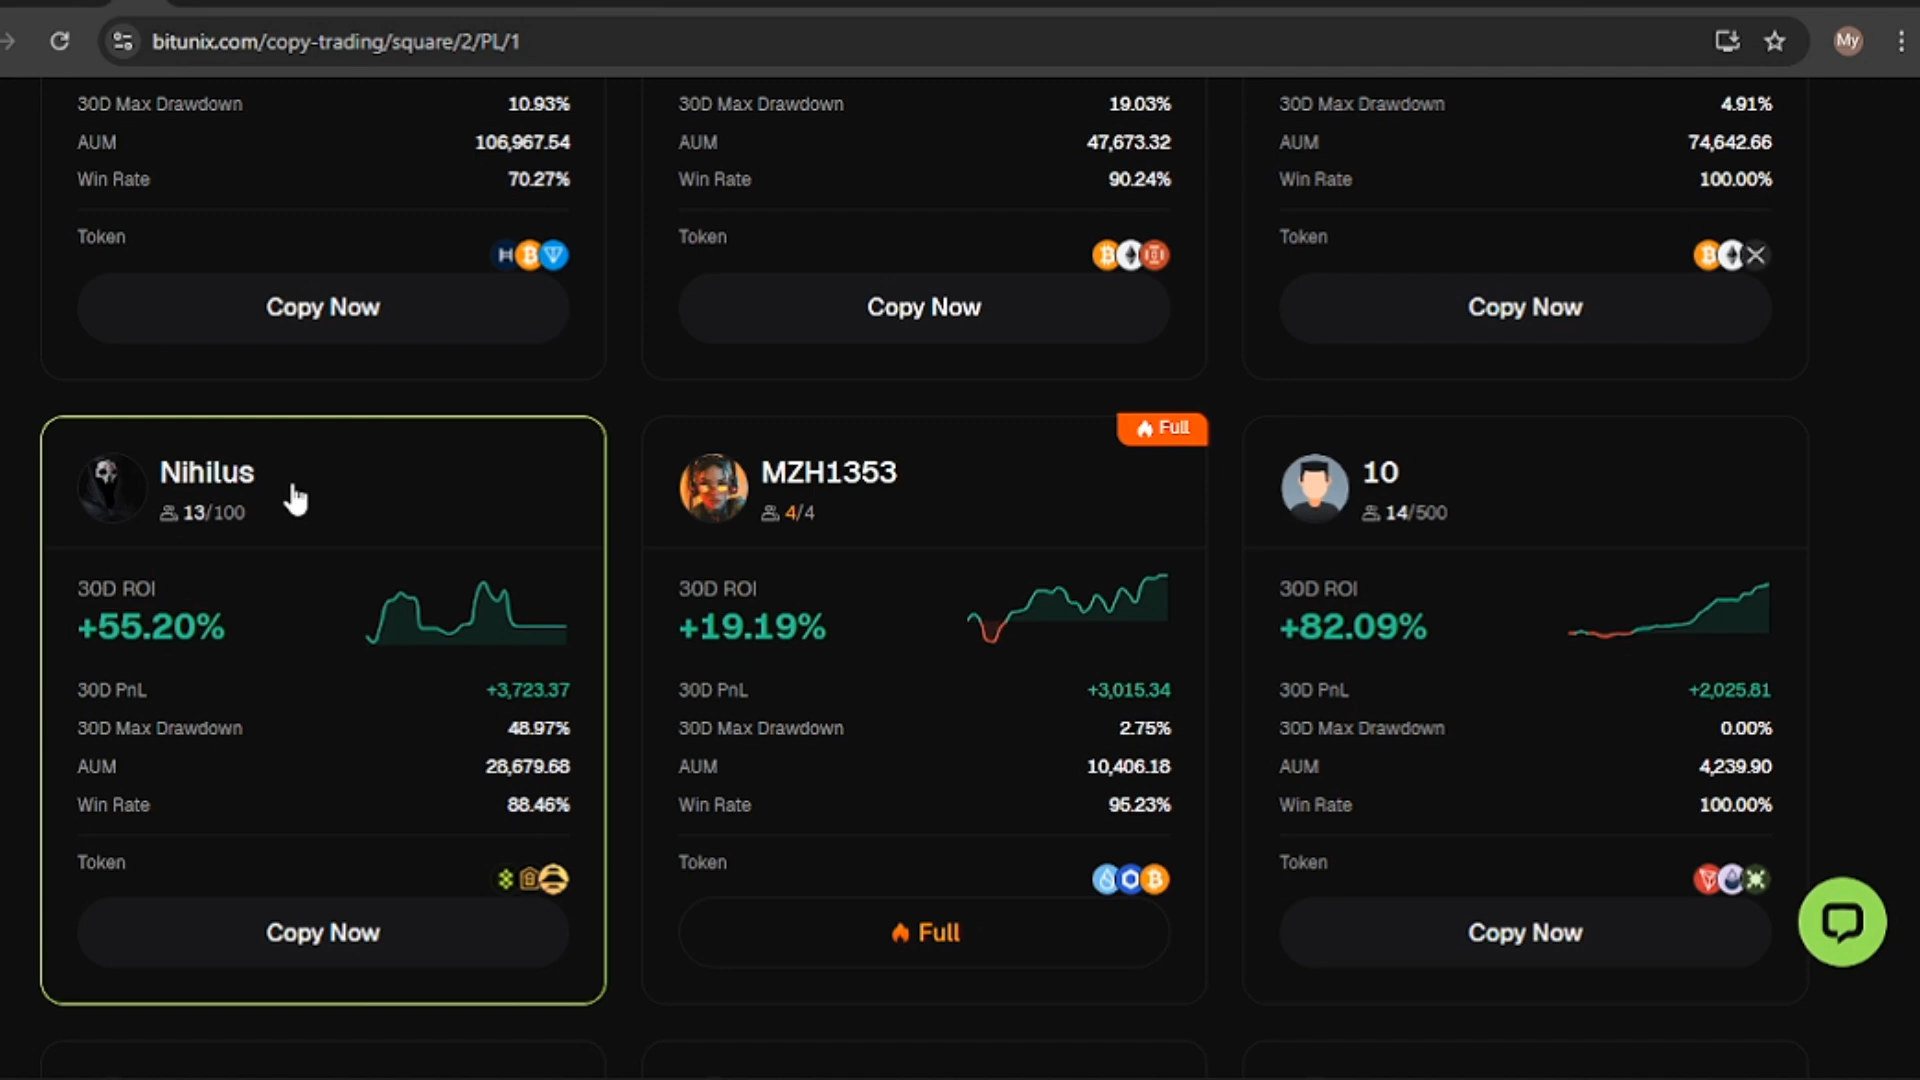 bitunix.com/copy-trading/square/2/PL/1
My
30D Max Drawdown 10.93%
AUM 106,967.54
Win Rate 70.27%
Token
Copy Now
30D Max Drawdown 19.03%
AUM 47,673.32
Win Rate 90.24%
Token
Copy Now
30D Max Drawdown 4.91%
AUM 74,642.66
Win Rate 100.00%
Token
Copy Now
Nihilus
13/100
30D ROI
+55.20%
30D PnL +3,723.37
30D Max Drawdown 48.97%
AUM 28,679.68
Win Rate 88.46%
Token
Copy Now
Full
MZH1353
4/4
30D ROI
+19.19%
30D PnL +3,015.34
30D Max Drawdown 2.75%
AUM 10,406.18
Win Rate 95.23%
Token
Full
10
14/500
30D ROI
+82.09%
30D PnL +2,025.81
30D Max Drawdown 0.00%
AUM 4,239.90
Win Rate 100.00%
Token
Copy Now